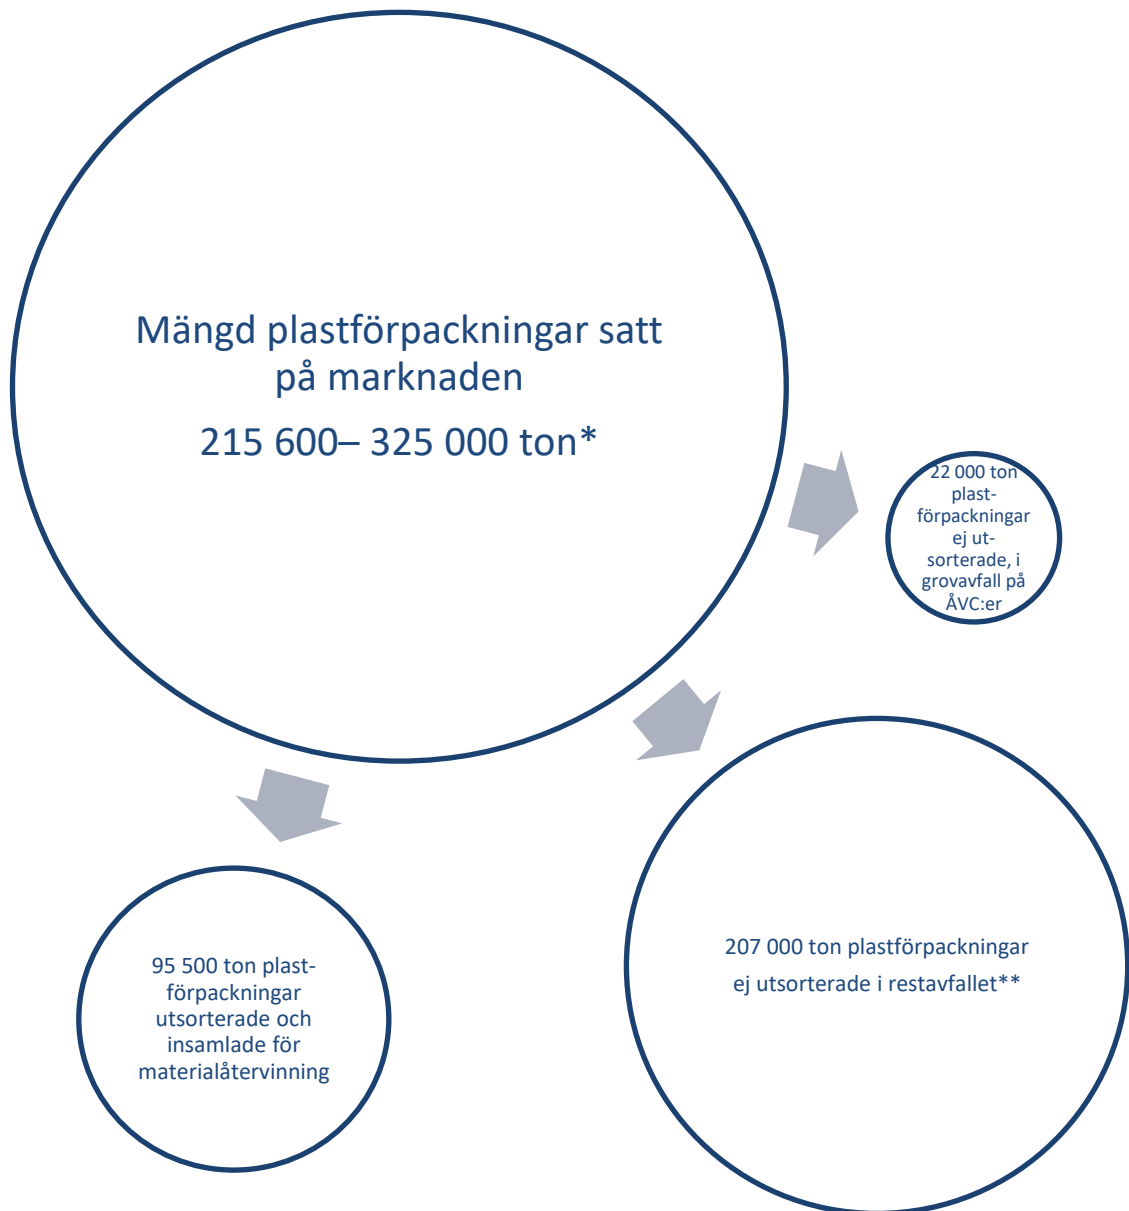 Mängd plastförpackningar satt
på marknaden
215 600– 325 000 ton*
22 000 ton
plast-
förpackningar
ej ut-
sorterade, i
grovavfall på
ÅVC:er
207 000 ton plastförpackningar
ej utsorterade i restavfallet**
95 500 ton plast-
förpackningar
utsorterade och
insamlade för
materialåtervinning